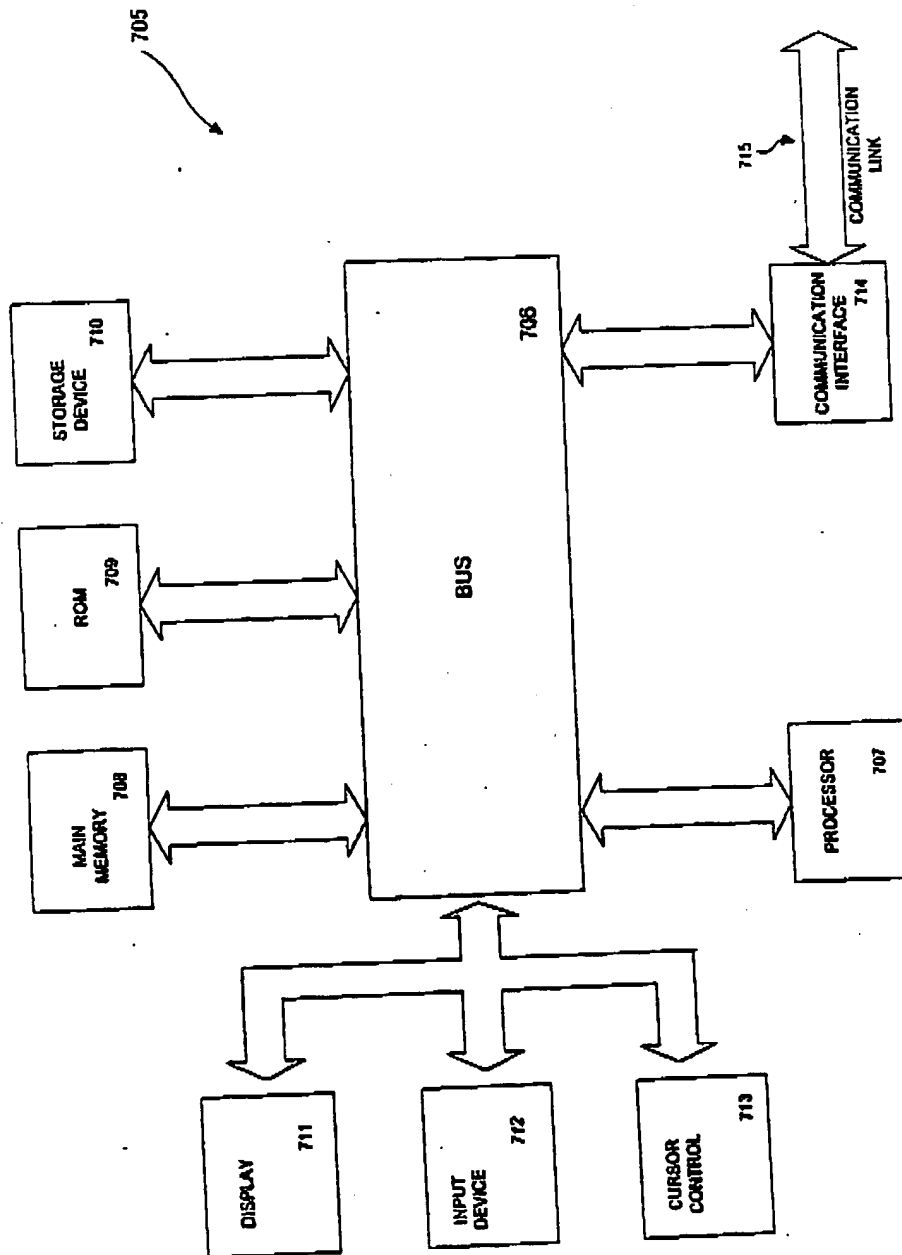 705
STORAGE
DEVICE
710
ROM
709
MAIN
MEMORY
708
BUS
706
DISPLAY
711
INPUT
DEVICE
712
CURSOR
CONTROL
713
PROCESSOR
707
COMMUNICATION
INTERFACE
714
715
COMMUNICATION
LINK